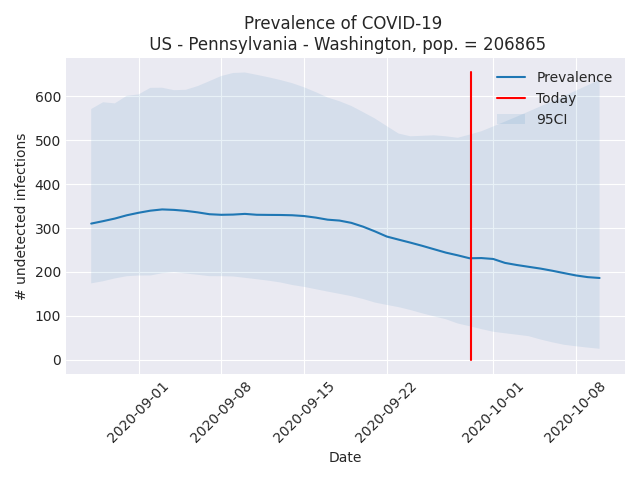 Prevalence of COVID-19
US - Pennsylvania - Washington, pop. = 206865
Prevalence
Today
95CI
# undetected infections
600
500
400
300
200
100
0
2020-09-01
2020-09-08
2020-09-15
2020-09-22
2020-10-01
2020-10-08
Date